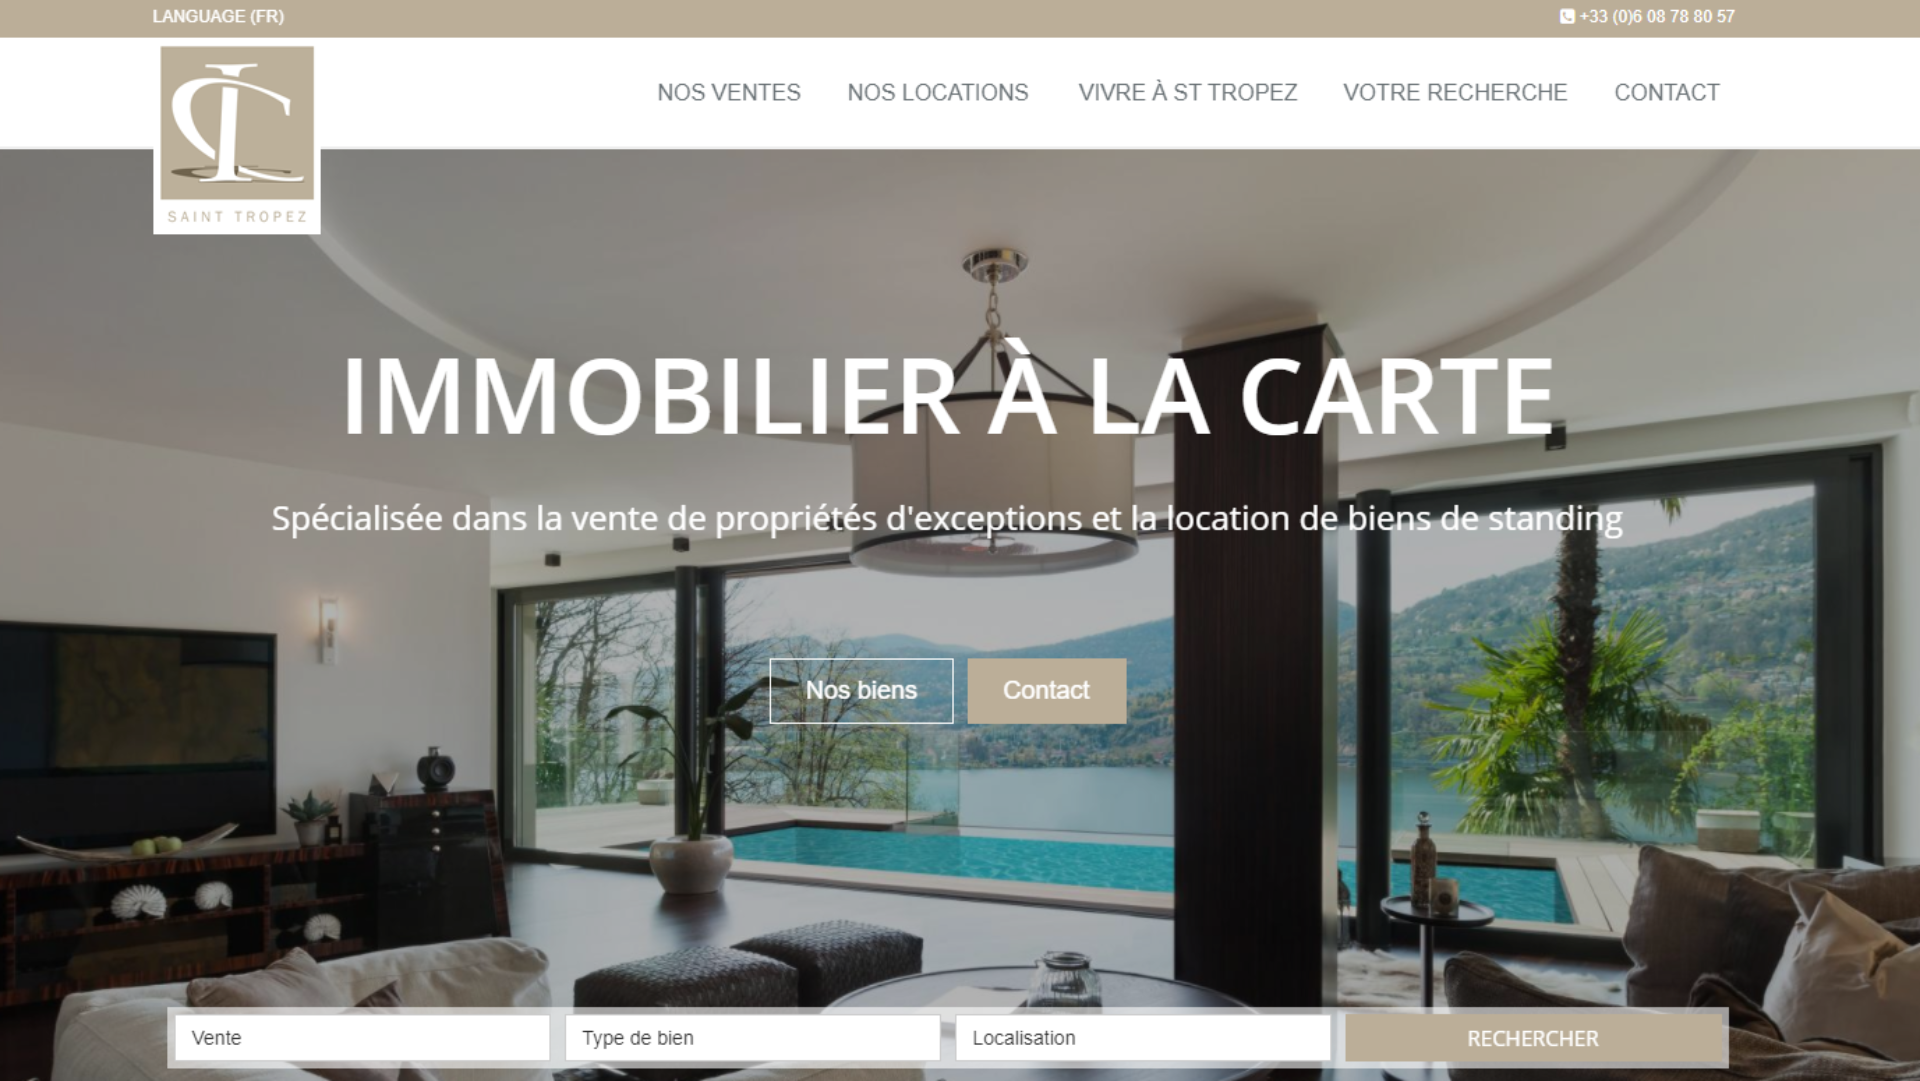 LANGUAGE (FR)
+33 (0)6 08 78 80 57
SAINT TROPEZ
NOS VENTES
NOS LOCATIONS
VIVRE À ST TROPEZ
VOTRE RECHERCHE
CONTACT
IMMOBILIER À LA CARTE
Spécialisée dans la vente de propriétés d'exceptions et la location de biens de standing
Nos biens
Contact
Vente
Type de bien
Localisation
RECHERCHER